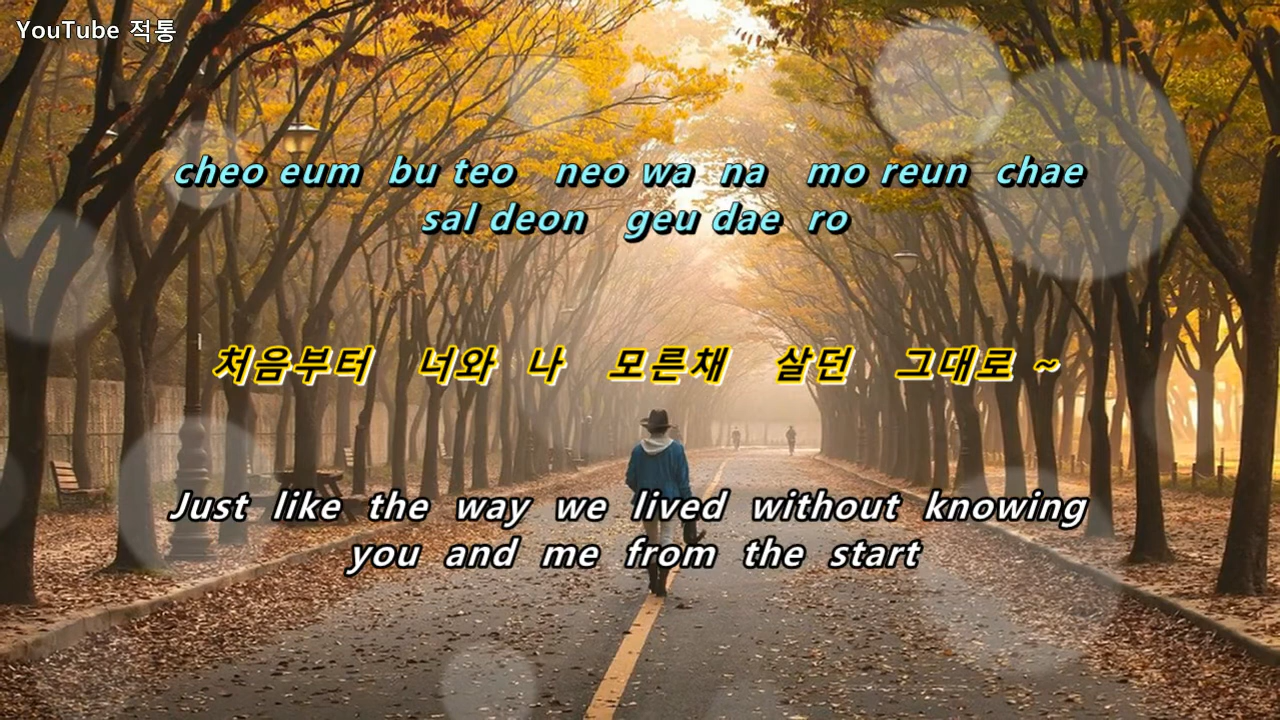 YouTube 적통
cheo eum bu teo neo wa na mo reun chae
sal deon geu dae ro
처음부터 너와 나 모른채 살던 그대로 ~
Just like the way we lived without knowing
you and me from the start